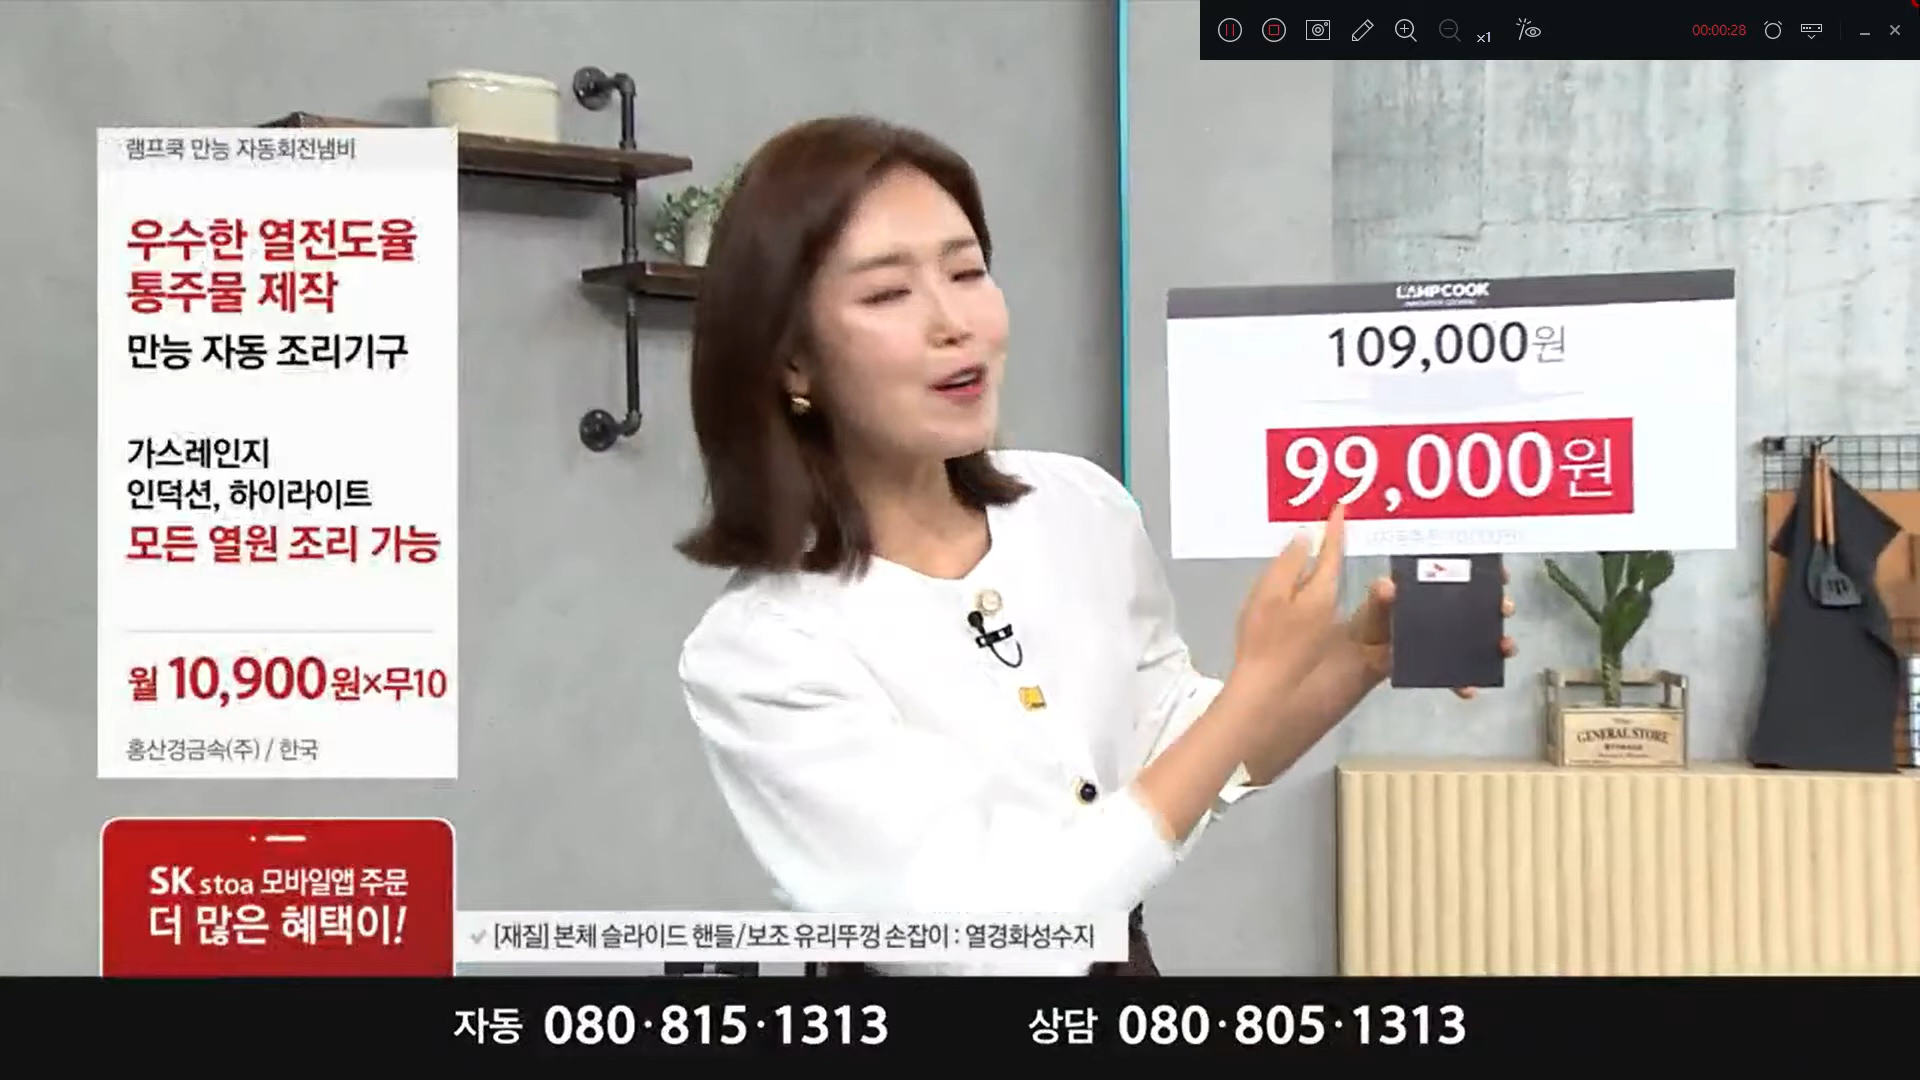 x1
00:00:28
램프쿡 만능 자동회전냄비
우수한 열전도율
통주물 제작
만능 자동 조리기구
가스레인지
인덕션, 하이라이트
모든 열원 조리 가능
월 10,900원×무10
홍산경금속(주) / 한국
LAMPCOOK
109,000원
99,000원
GENERAL STORE
SK stoa 모바일앱 주문
더 많은 혜택이!
[재질] 본체 슬라이드 핸들/보조 유리뚜껑 손잡이 : 열경화성수지
자동 080·815·1313
상담 080·805·1313